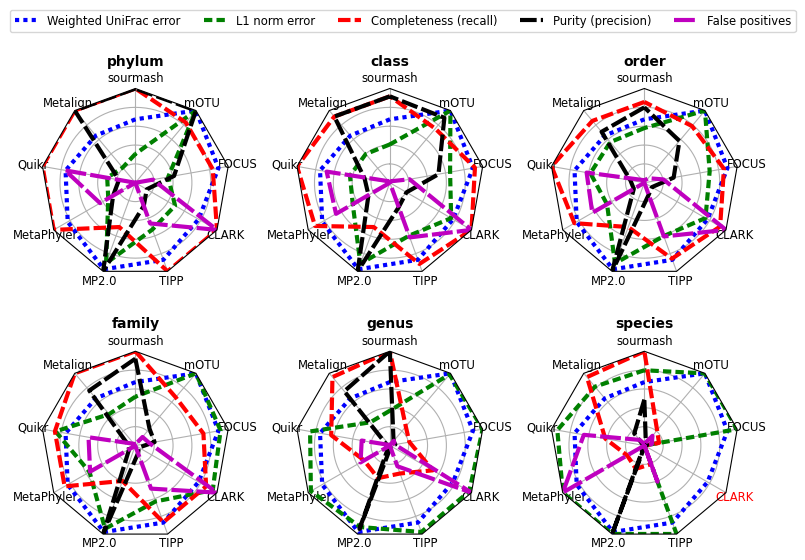 Weighted UniFrac error L1 norm error Completeness (recall) Purity (precision) False positives
phylum class order
sourmash sourmash sourmash
Metalign mOTU Metalign mOTU Metalign mOTU
Quikr FOCUS Quikr FOCUS Quikr FOCUS
MetaPhyler CLARK MetaPhyler CLARK MetaPhyler CLARK
MP2.0 TIPP MP2.0 TIPP MP2.0 TIPP
family genus species
sourmash sourmash sourmash
Metalign mOTU Metalign mOTU Metalign mOTU
Quikr FOCUS Quikr FOCUS Quikr FOCUS
MetaPhyler CLARK MetaPhyler CLARK MetaPhyler CLARK
MP2.0 TIPP MP2.0 TIPP MP2.0 TIPP